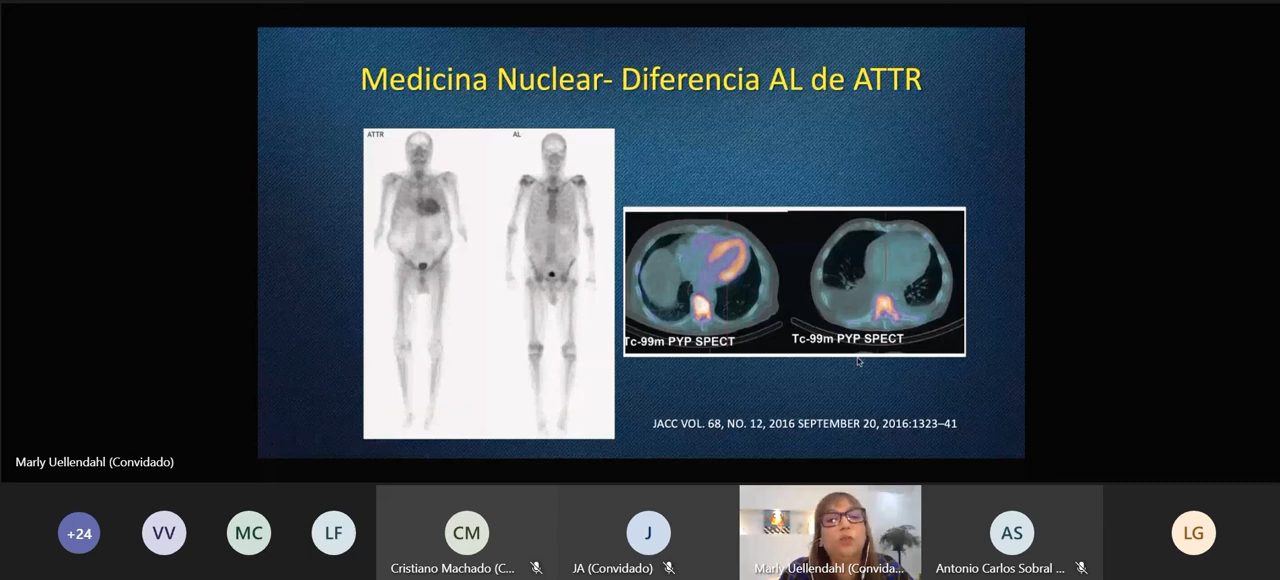 Medicina Nuclear- Diferencia AL de ATTR
ATTR
AL
Tc-99m PYP SPECT
Tc-99m PYP SPECT
JACC VOL. 68, NO. 12, 2016 SEPTEMBER 20, 2016:1323–41
Marly Uellendahl (Convidado)
+24
VV
MC
LF
CM
Cristiano Machado (C...
J
JA (Convidado)
Marly Uellendahl (Convida...
AS
Antonio Carlos Sobral ...
LG